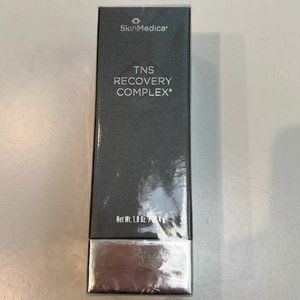 SkinMedica®
TNS
RECOVERY
COMPLEX®
Net Wt. 1.0 Oz.